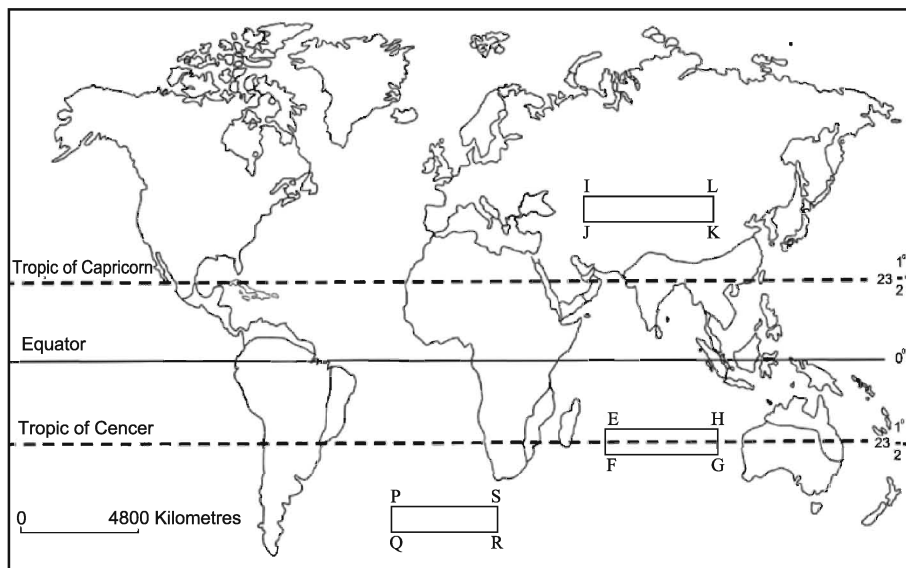 I L
J K
Tropic of Capricorn
23 1/2°
Equator
0°
Tropic of Cencer
E H
23 1/2°
F G
P S
0 4800 Kilometres
Q R